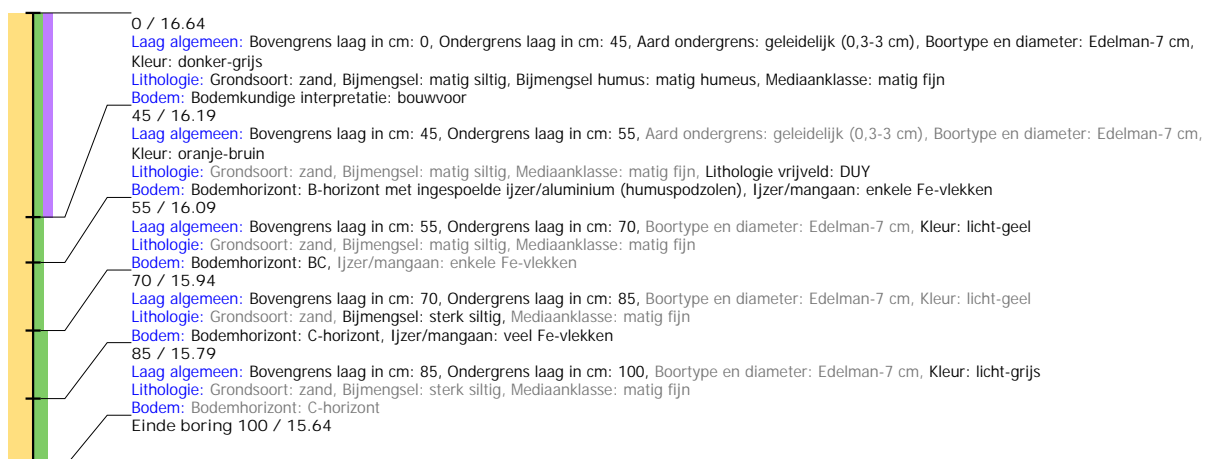 0 / 16.64
Laag algemeen: Bovengrens laag in cm: 0, Ondergrens laag in cm: 45, Aard ondergrens: geleidelijk (0,3-3 cm), Boortype en diameter: Edelman-7 cm,
Kleur: donker-grijs
Lithologie: Grondsoort: zand, Bijmengsel: matig siltig, Bijmengsel humus: matig humeus, Mediaanklasse: matig fijn
Bodem: Bodemkundige interpretatie: bouwvoor
45 / 16.19
Laag algemeen: Bovengrens laag in cm: 45, Ondergrens laag in cm: 55, Aard ondergrens: geleidelijk (0,3-3 cm), Boortype en diameter: Edelman-7 cm,
Kleur: oranje-bruin
Lithologie: Grondsoort: zand, Bijmengsel: matig siltig, Mediaanklasse: matig fijn, Lithologie vrijveld: DUY
Bodem: Bodemhorizont: B-horizont met ingespoelde ijzer/aluminium (humuspodzolen), Ijzer/mangaan: enkele Fe-vlekken
55 / 16.09
Laag algemeen: Bovengrens laag in cm: 55, Ondergrens laag in cm: 70, Boortype en diameter: Edelman-7 cm, Kleur: licht-geel
Lithologie: Grondsoort: zand, Bijmengsel: matig siltig, Mediaanklasse: matig fijn
Bodem: Bodemhorizont: BC, Ijzer/mangaan: enkele Fe-vlekken
70 / 15.94
Laag algemeen: Bovengrens laag in cm: 70, Ondergrens laag in cm: 85, Boortype en diameter: Edelman-7 cm, Kleur: licht-geel
Lithologie: Grondsoort: zand, Bijmengsel: sterk siltig, Mediaanklasse: matig fijn
Bodem: Bodemhorizont: C-horizont, Ijzer/mangaan: veel Fe-vlekken
85 / 15.79
Laag algemeen: Bovengrens laag in cm: 85, Ondergrens laag in cm: 100, Boortype en diameter: Edelman-7 cm, Kleur: licht-grijs
Lithologie: Grondsoort: zand, Bijmengsel: sterk siltig, Mediaanklasse: matig fijn
Bodem: Bodemhorizont: C-horizont
Einde boring 100 / 15.64